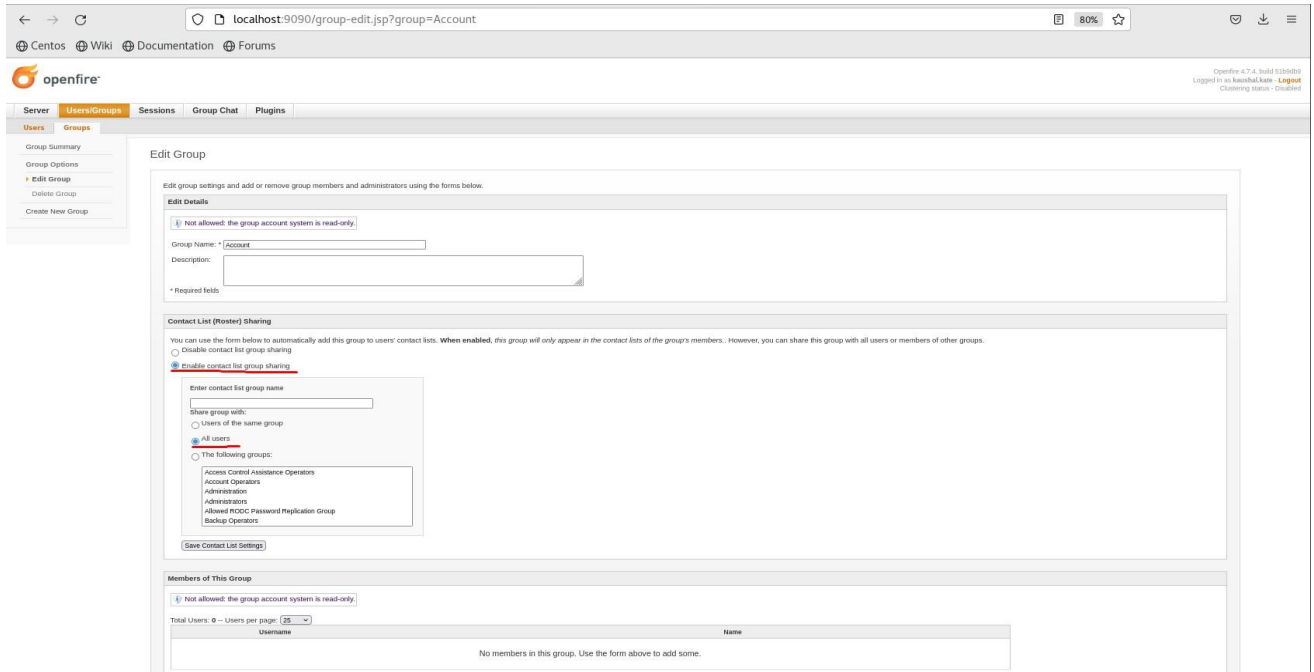 localhost:9090/group-edit.jsp?group=Account
80%
Centos Wiki Documentation Forums
openfire
Openfire 4.7.4, build 51b9db9
Logged in as kaushal.kate - Logout
Clustering status - Disabled
Server Users/Groups Sessions Group Chat Plugins
Users Groups
Group Summary
Group Options
Edit Group
Delete Group
Create New Group
Edit Group
Edit group settings and add or remove group members and administrators using the forms below.
Edit Details
Not allowed: the group account system is read-only.
Group Name: * Account
Description:
* Required fields
Contact List (Roster) Sharing
You can use the form below to automatically add this group to users' contact lists. When enabled, this group will only appear in the contact lists of the group's members.. However, you can share this group with all users or members of other groups.
Disable contact list group sharing
Enable contact list group sharing
Enter contact list group name
Share group with:
Users of the same group
All users
The following groups:
Access Control Assistance Operators
Account Operators
Administration
Administrators
Allowed RODC Password Replication Group
Backup Operators
Save Contact List Settings
Members of This Group
Not allowed: the group account system is read-only.
Total Users: 0 -- Users per page: 25
Username Name
No members in this group. Use the form above to add some.